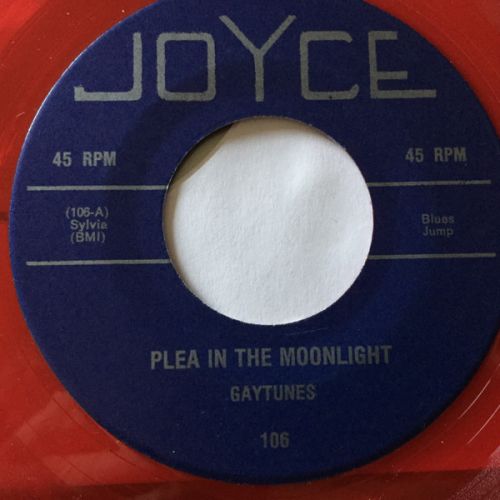 JOYCE
45 RPM
45 RPM
(106-A)
Sylvia
(BMI)
Blues
Jump
PLEA IN THE MOONLIGHT
GAYTUNES
106